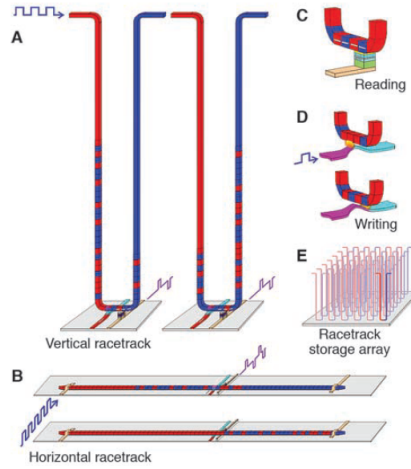 A
Vertical racetrack
B
Horizontal racetrack
C
Reading
D
Writing
E
Racetrack
storage array